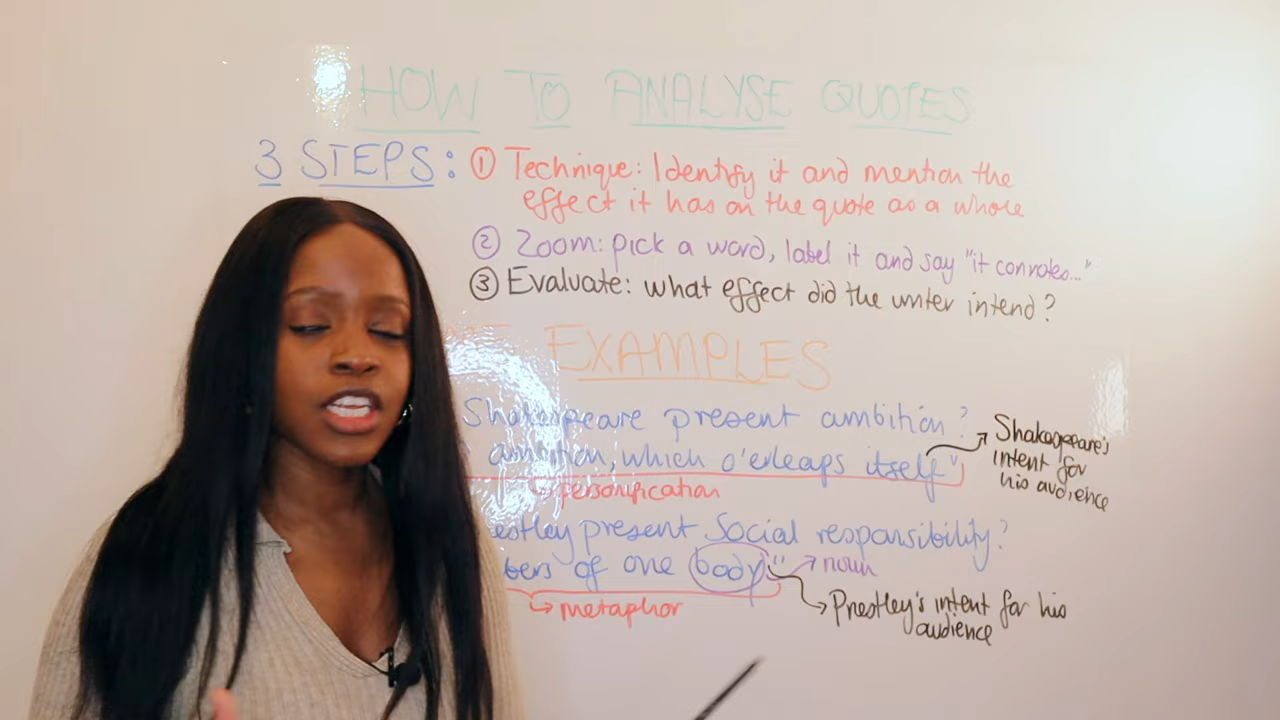 HOW TO ANALYSE QUOTES
3 STEPS: ① Technique: Identify it and mention the
effect it has on the quote as a whole
② Zoom: pick a word, label it and say "it connotes..."
③ Evaluate: what effect did the writer intend?
EXAMPLES
Shakespeare present ambition?
ambition, which o'erleaps itself"
Shakespeare's
intent for
his audience
↳ personification
estley present Social responsibility?
bers of one body" noun
↳ metaphor
Priestley's intent for his
audience